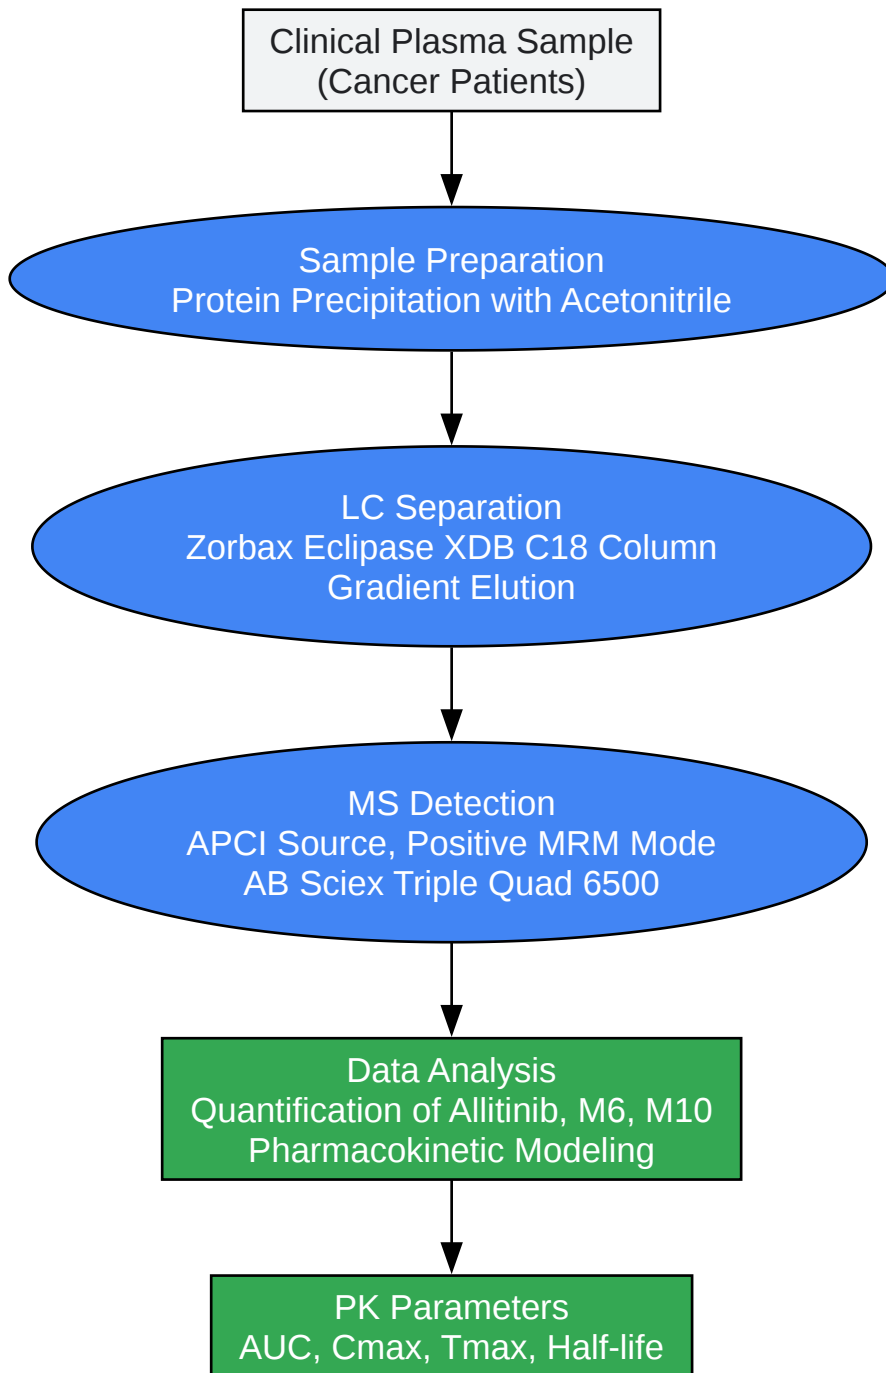 Clinical Plasma Sample
(Cancer Patients)
Sample Preparation
Protein Precipitation with Acetonitrile
LC Separation
Zorbax Eclipase XDB C18 Column
Gradient Elution
MS Detection
APCI Source, Positive MRM Mode
AB Sciex Triple Quad 6500
Data Analysis
Quantification of Allitinib, M6, M10
Pharmacokinetic Modeling
PK Parameters
AUC, Cmax, Tmax, Half-life